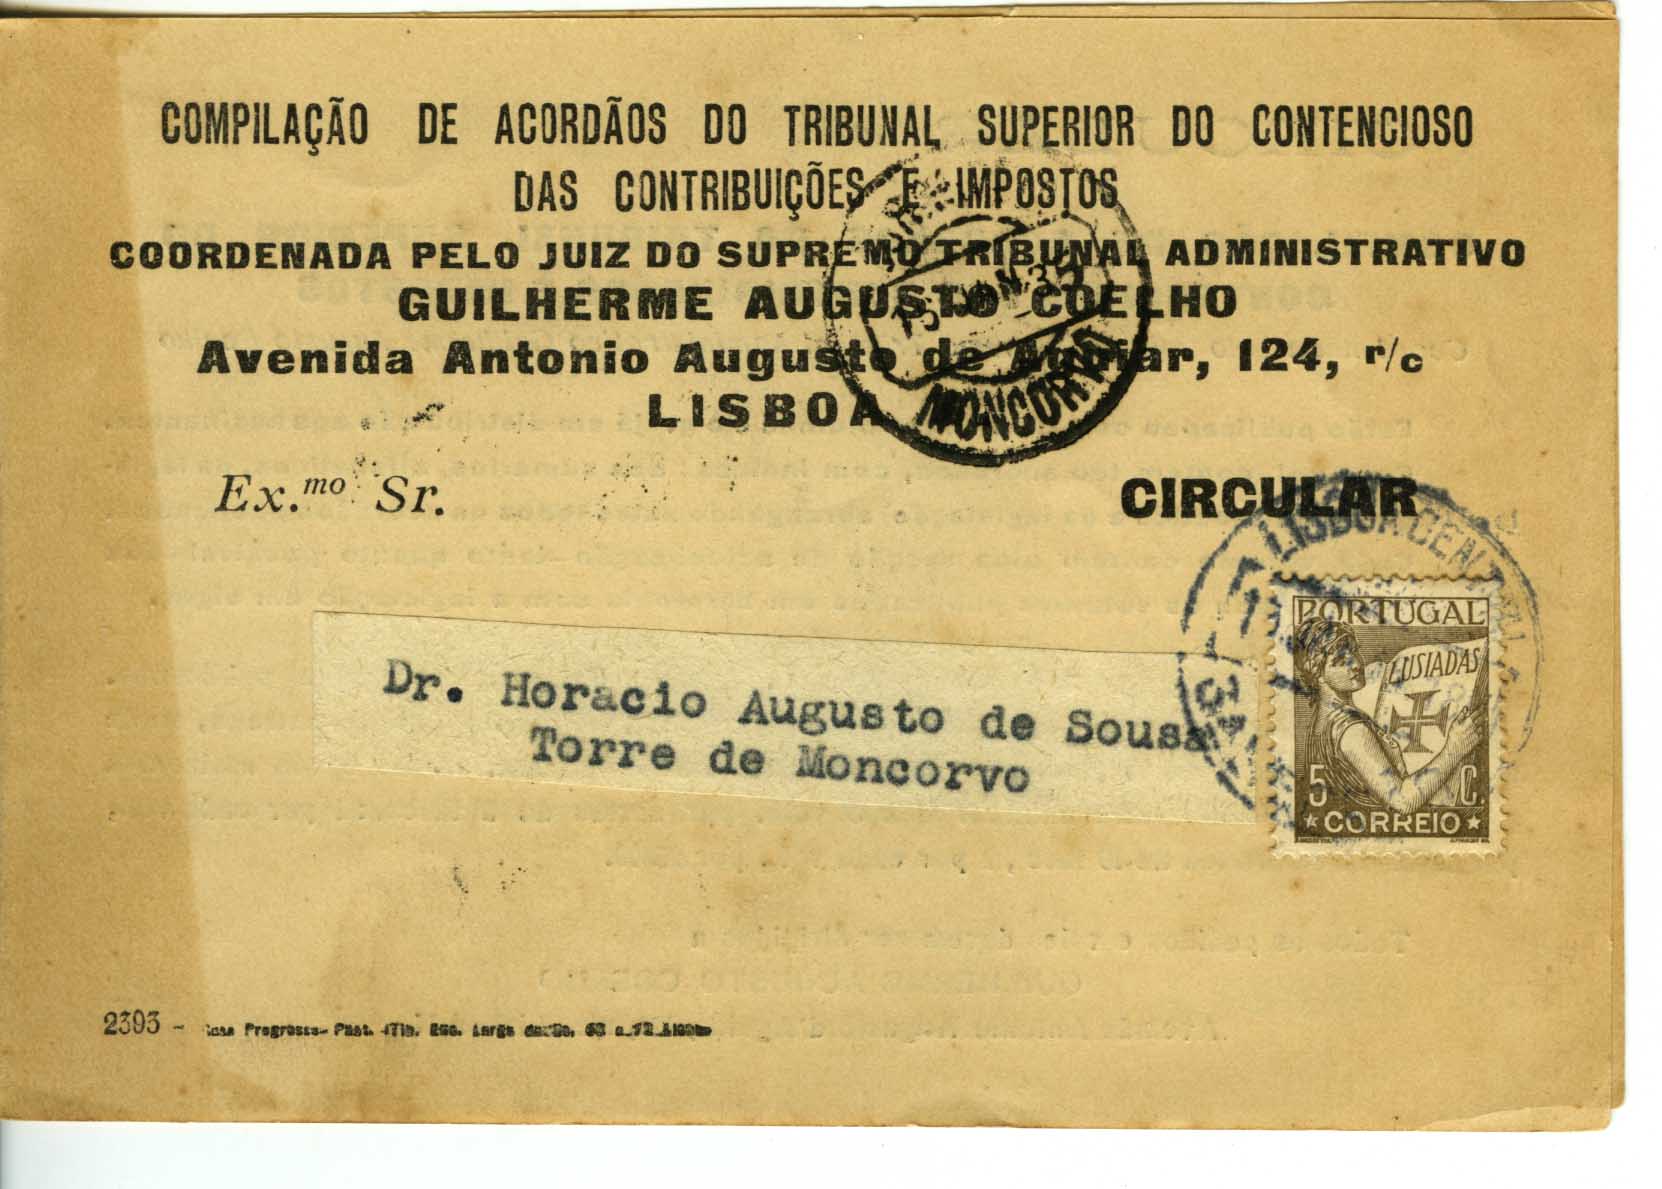 COMPILAÇÃO DE ACORDÃOS DO TRIBUNAL SUPERIOR DO CONTENCIOSO
DAS CONTRIBUIÇÕES E IMPOSTOS
COORDENADA PELO JUIZ DO SUPREMO TRIBUNAL ADMINISTRATIVO
GUILHERME AUGUSTO COELHO
Avenida Antonio Augusto de Aguiar, 124, r/c
LISBOA
MONCORVO
Ex.mo Sr.
CIRCULAR
LISBOA CENTRAL
PORTUGAL
LUSIADAS
5 C.
CORREIO
Dr. Horacio Augusto de Sousa
Torre de Moncorvo
2393 -